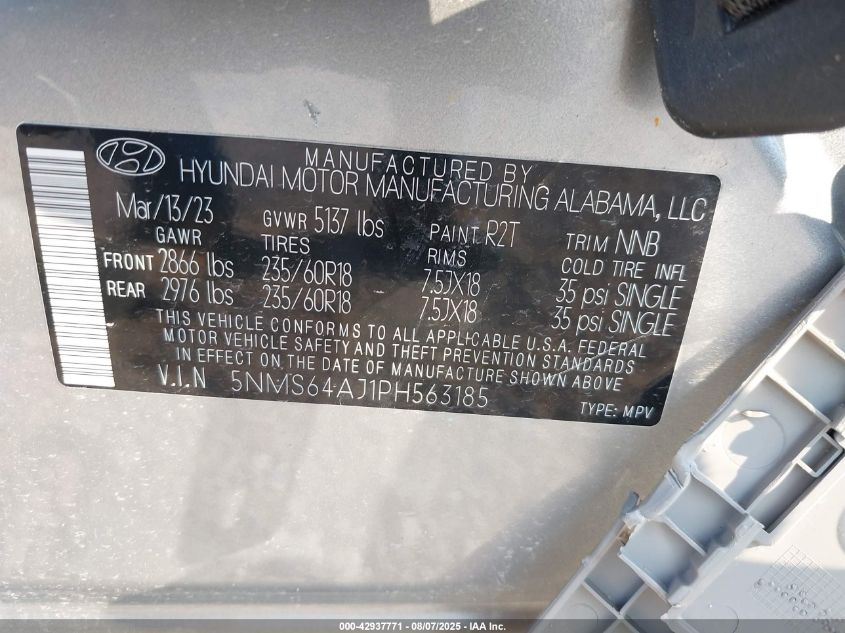 MANUFACTURED BY
HYUNDAI MOTOR MANUFACTURING ALABAMA, LLC
Mar/13/23 GVWR 5137 lbs PAINT R2T TRIM NNB
GAWR TIRES RIMS COLD TIRE INFL
FRONT 2866 lbs 235/60R18 7.5JX18 35 psi SINGLE
REAR 2976 lbs 235/60R18 7.5JX18 35 psi SINGLE
THIS VEHICLE CONFORMS TO ALL APPLICABLE U.S.A. FEDERAL
MOTOR VEHICLE SAFETY AND THEFT PREVENTION STANDARDS
IN EFFECT ON THE DATE OF MANUFACTURE SHOWN ABOVE
V.I.N 5NMS64AJ1PH563185
TYPE: MPV
000-42937771 - 08/07/2025 - IAA Inc.